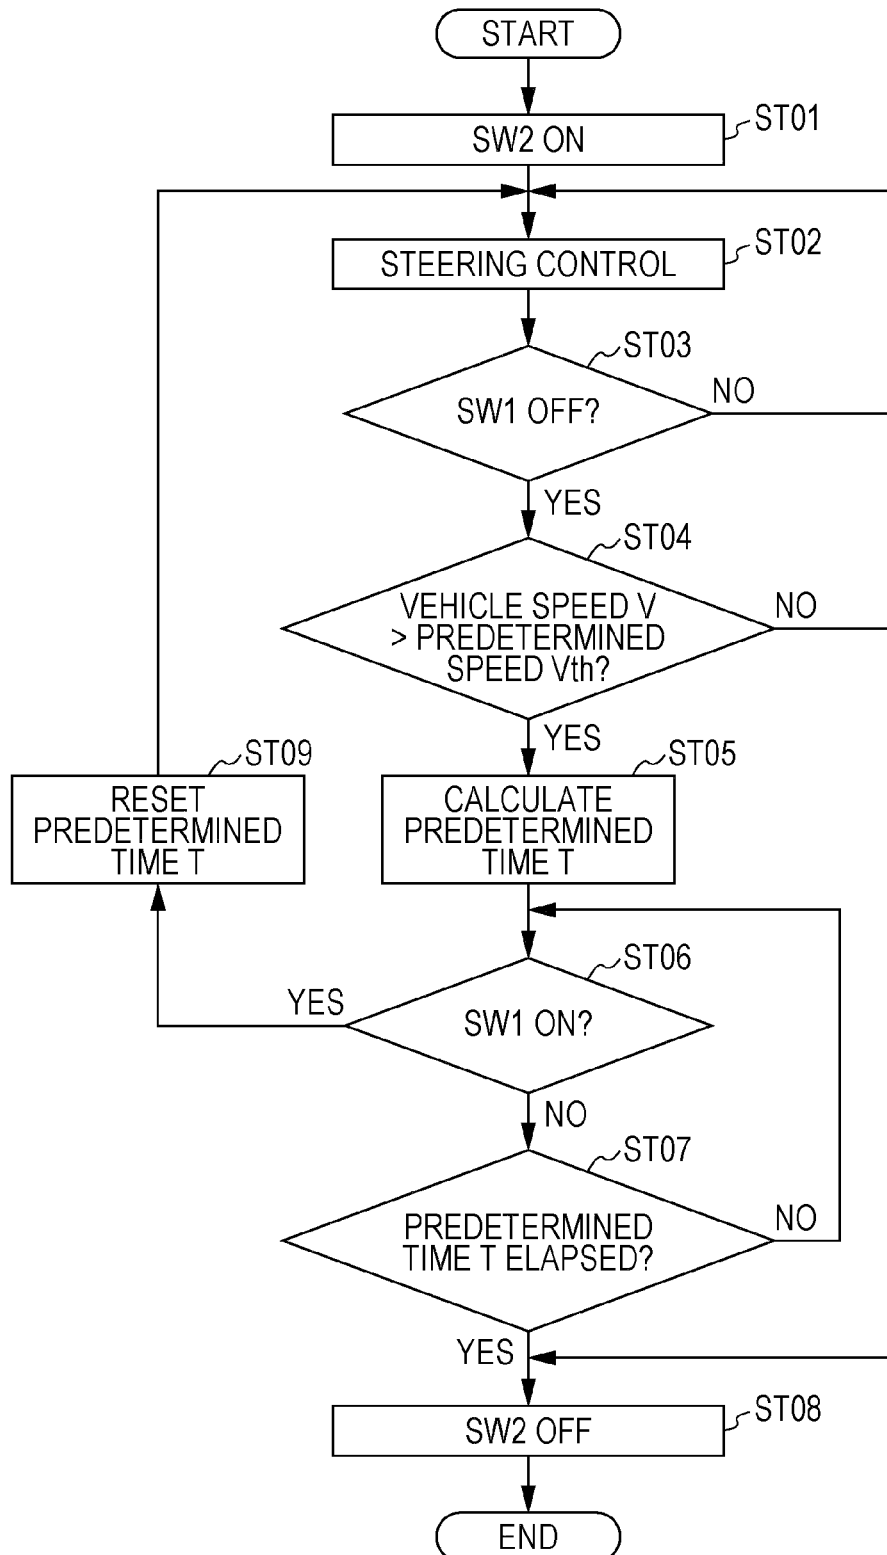 START
ST01
SW2 ON
ST02
STEERING CONTROL
ST03
SW1 OFF?
NO
YES
ST04
VEHICLE SPEED V
> PREDETERMINED
SPEED Vth?
NO
YES
ST09
RESET
PREDETERMINED
TIME T
ST05
CALCULATE
PREDETERMINED
TIME T
ST06
YES
SW1 ON?
NO
ST07
PREDETERMINED
TIME T ELAPSED?
NO
YES
ST08
SW2 OFF
END